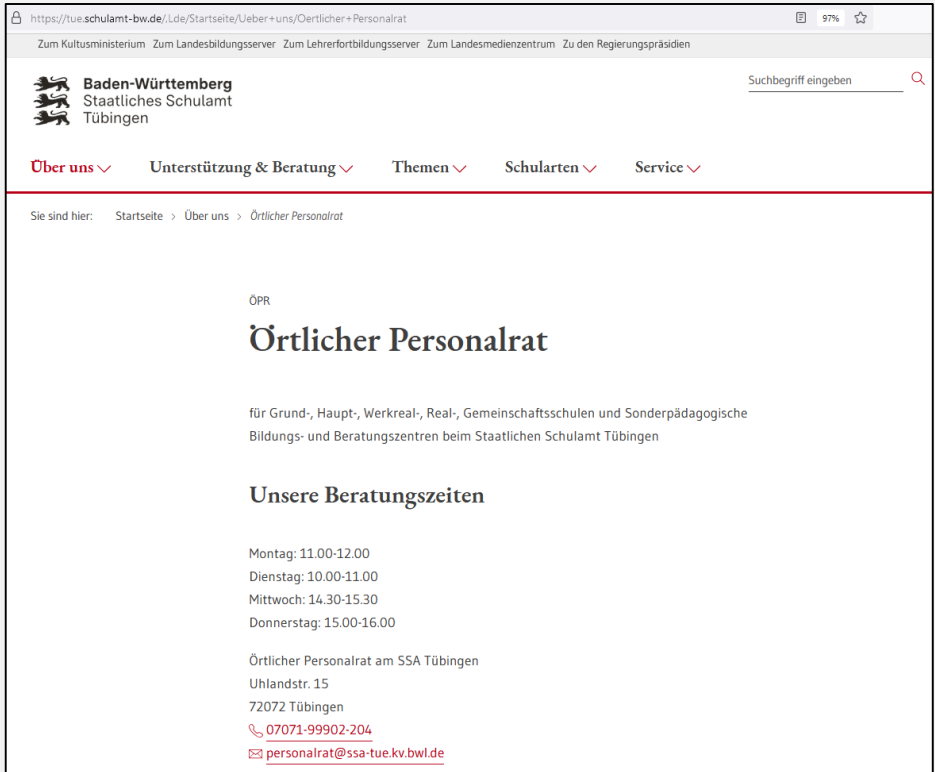 https://tue.schulamt-bw.de/,Lde/Startseite/Ueber+uns/Oertlicher+Personalrat
97%
Zum Kultusministerium Zum Landesbildungsserver Zum Lehrerfortbildungsserver Zum Landesmedienzentrum Zu den Regierungspräsidien
Baden-Württemberg
Staatliches Schulamt
Tübingen
Suchbegriff eingeben
Über uns Unterstützung & Beratung Themen Schularten Service
Sie sind hier: Startseite > Über uns > Örtlicher Personalrat
ÖPR
Örtlicher Personalrat
für Grund-, Haupt-, Werkreal-, Real-, Gemeinschaftsschulen und Sonderpädagogische
Bildungs- und Beratungszentren beim Staatlichen Schulamt Tübingen
Unsere Beratungszeiten
Montag: 11.00-12.00
Dienstag: 10.00-11.00
Mittwoch: 14.30-15.30
Donnerstag: 15.00-16.00
Örtlicher Personalrat am SSA Tübingen
Uhlandstr. 15
72072 Tübingen
07071-99902-204
personalrat@ssa-tue.kv.bwl.de